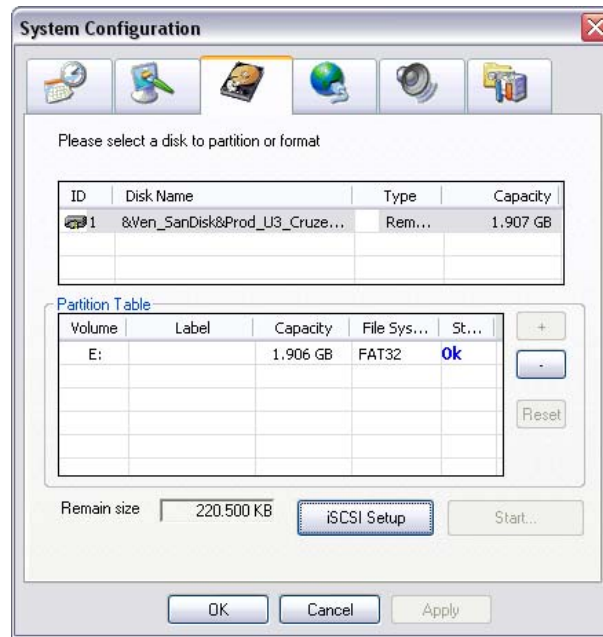 System Configuration
Please select a disk to partition or format
ID Disk Name Type Capacity
1 &Ven_SanDisk&Prod_U3_Cruze... Rem... 1.907 GB
Partition Table
Volume Label Capacity File Sys... St...
E: 1.906 GB FAT32 Ok
+
-
Reset
Remain size 220.500 KB iSCSI Setup Start...
OK Cancel Apply